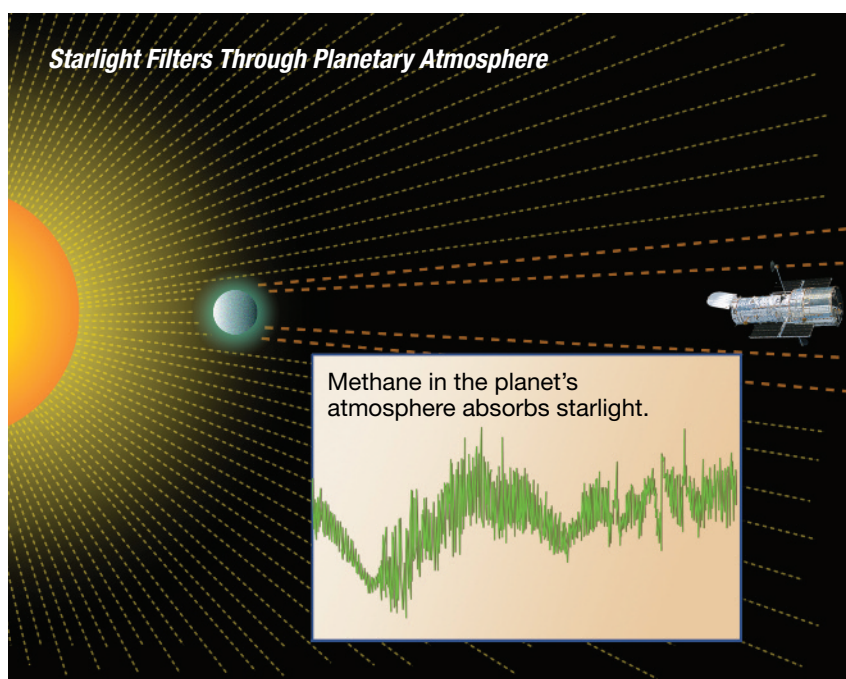 Starlight Filters Through Planetary Atmosphere
Methane in the planet’s
atmosphere absorbs starlight.